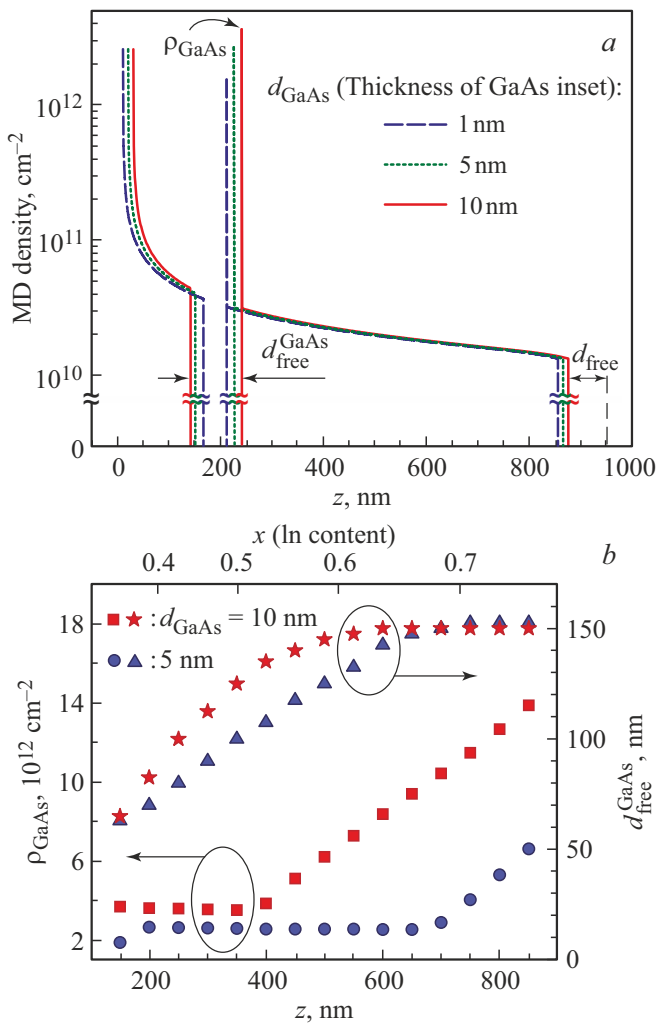 a
ρGaAs
dGaAs (Thickness of GaAs inset):
1 nm
5 nm
10 nm
MD density, cm−2
10^12
10^11
10^10
0
d^GaAs_free
dfree
0 200 400 600 800 1000
z, nm
x (ln content)
b
0.4 0.5 0.6 0.7
: dGaAs = 10 nm
: 5 nm
ρGaAs, 10^12 cm−2
18
14
10
8
6
4
2
150
100
50
0
d^GaAs_free, nm
200 400 600 800
z, nm